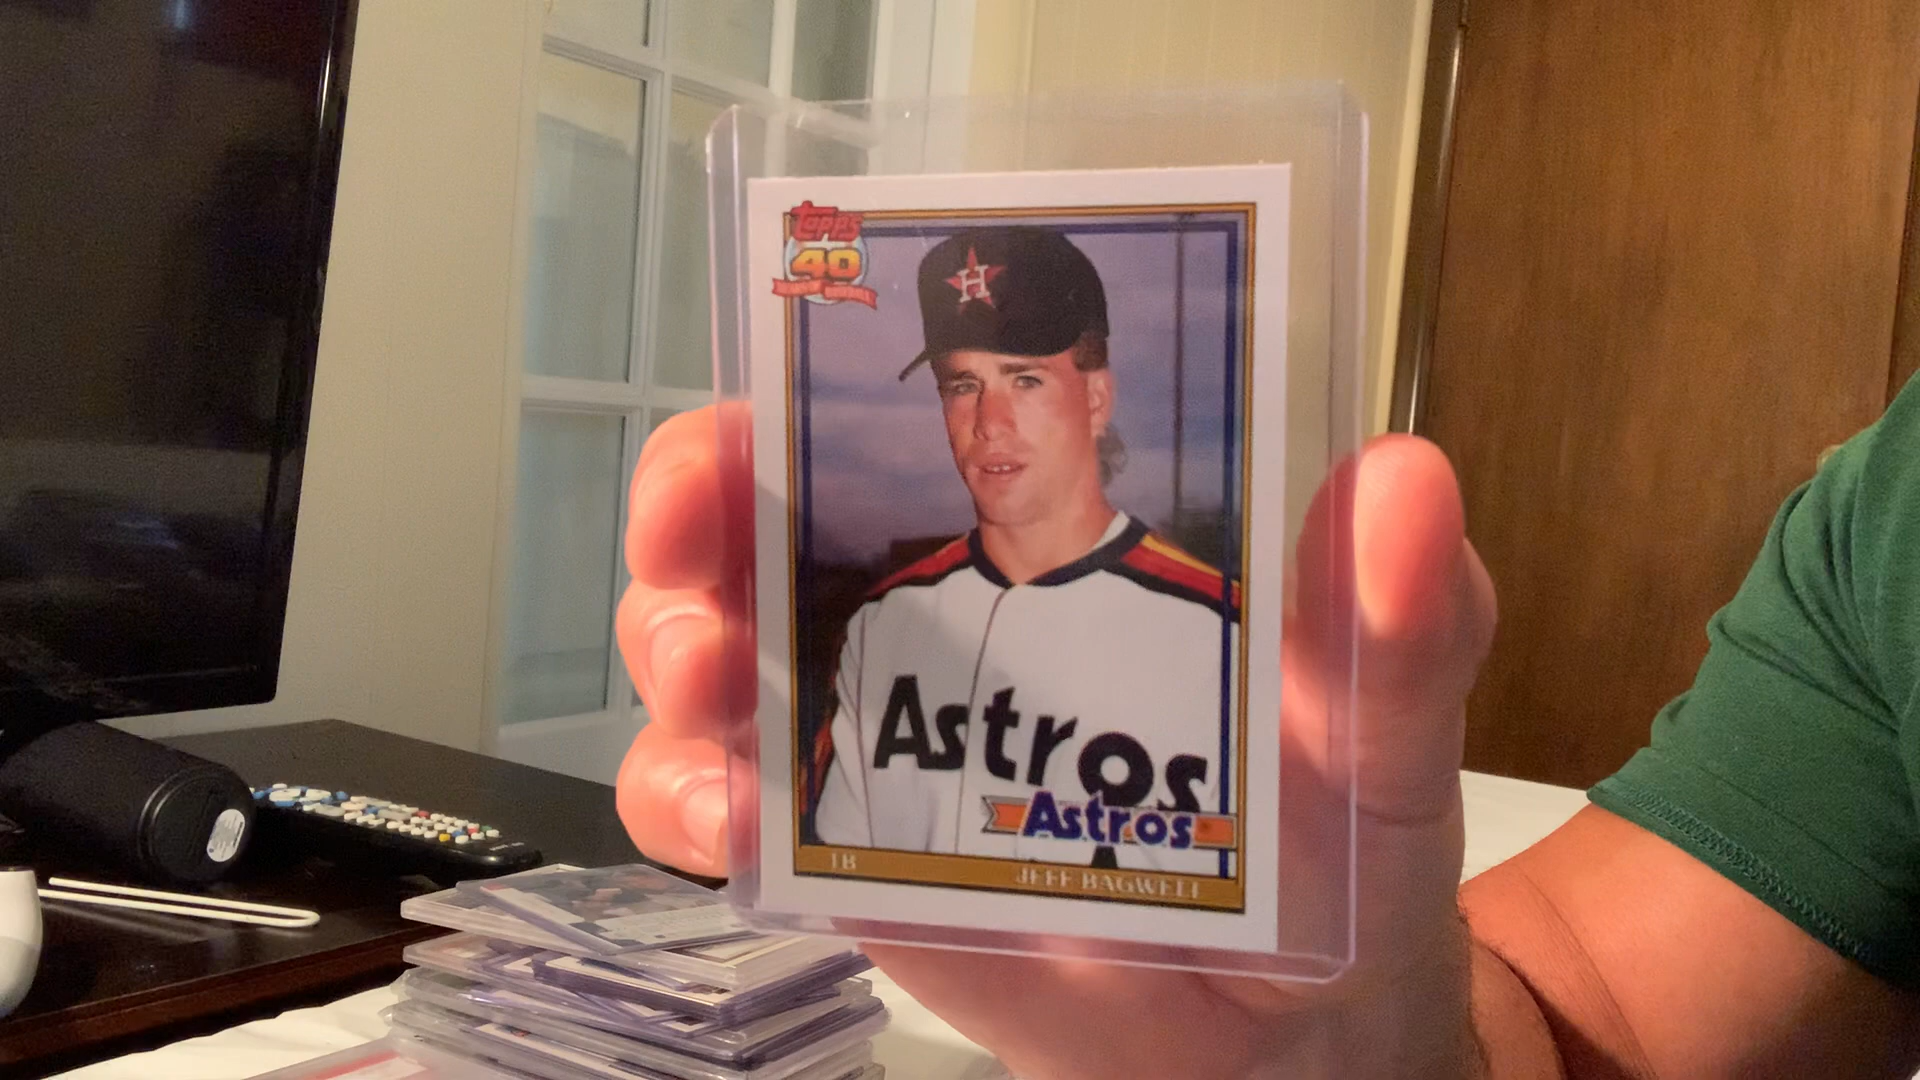 Topps
40
H
Astros
Astros
1B
JEFF BAGWELL